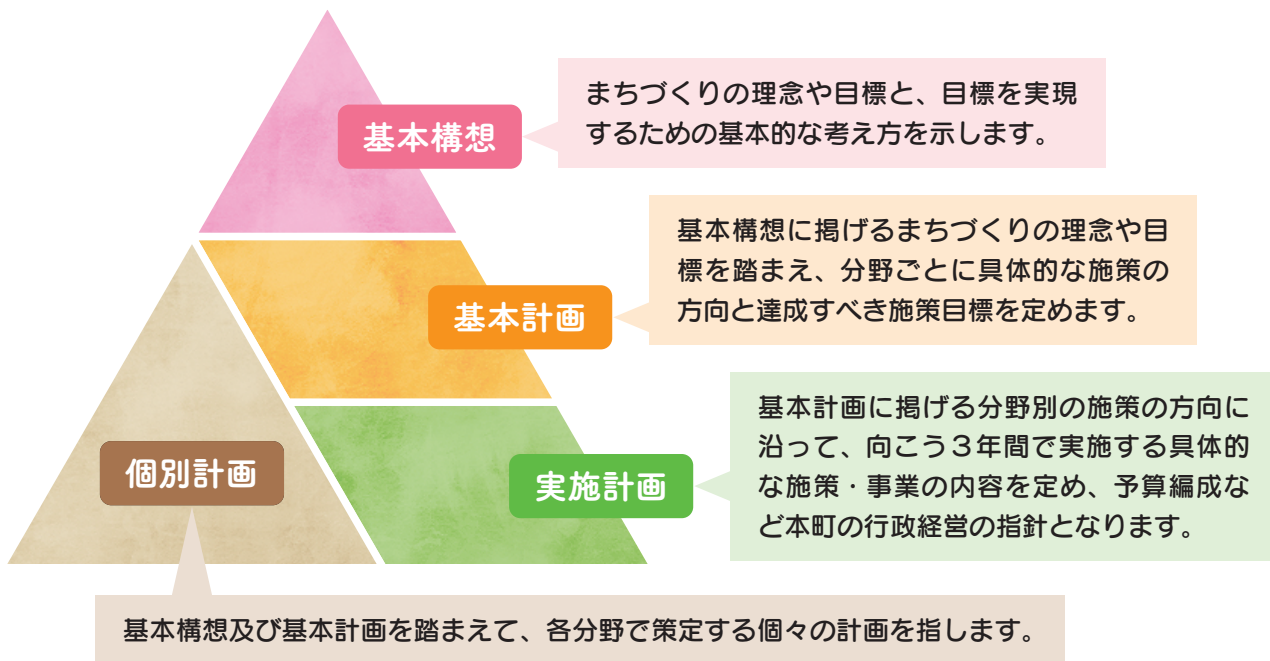 基本構想
まちづくりの理念や目標と、目標を実現
するための基本的な考え方を示します。
基本計画
基本構想に掲げるまちづくりの理念や目
標を踏まえ、分野ごとに具体的な施策の
方向と達成すべき施策目標を定めます。
実施計画
基本計画に掲げる分野別の施策の方向に
沿って、向こう３年間で実施する具体的
な施策・事業の内容を定め、予算編成な
ど本町の行政経営の指針となります。
個別計画
基本構想及び基本計画を踏まえて、各分野で策定する個々の計画を指します。